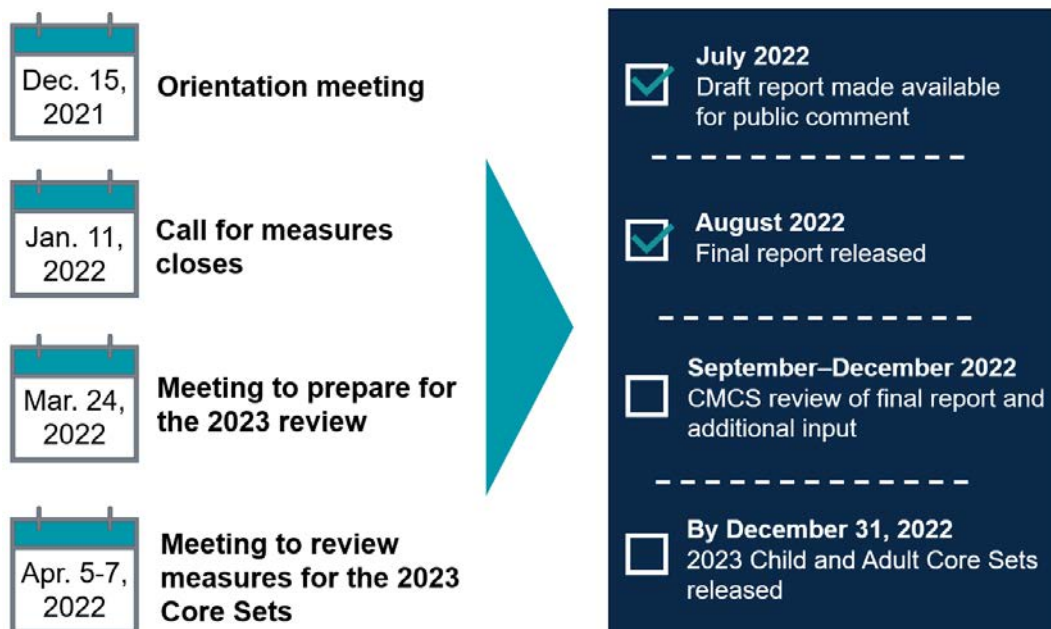 Dec. 15,
2021
Orientation meeting
Jan. 11,
2022
Call for measures
closes
Mar. 24,
2022
Meeting to prepare for
the 2023 review
Apr. 5-7,
2022
Meeting to review
measures for the 2023
Core Sets
July 2022
Draft report made available
for public comment
August 2022
Final report released
September–December 2022
CMCS review of final report and
additional input
By December 31, 2022
2023 Child and Adult Core Sets
released